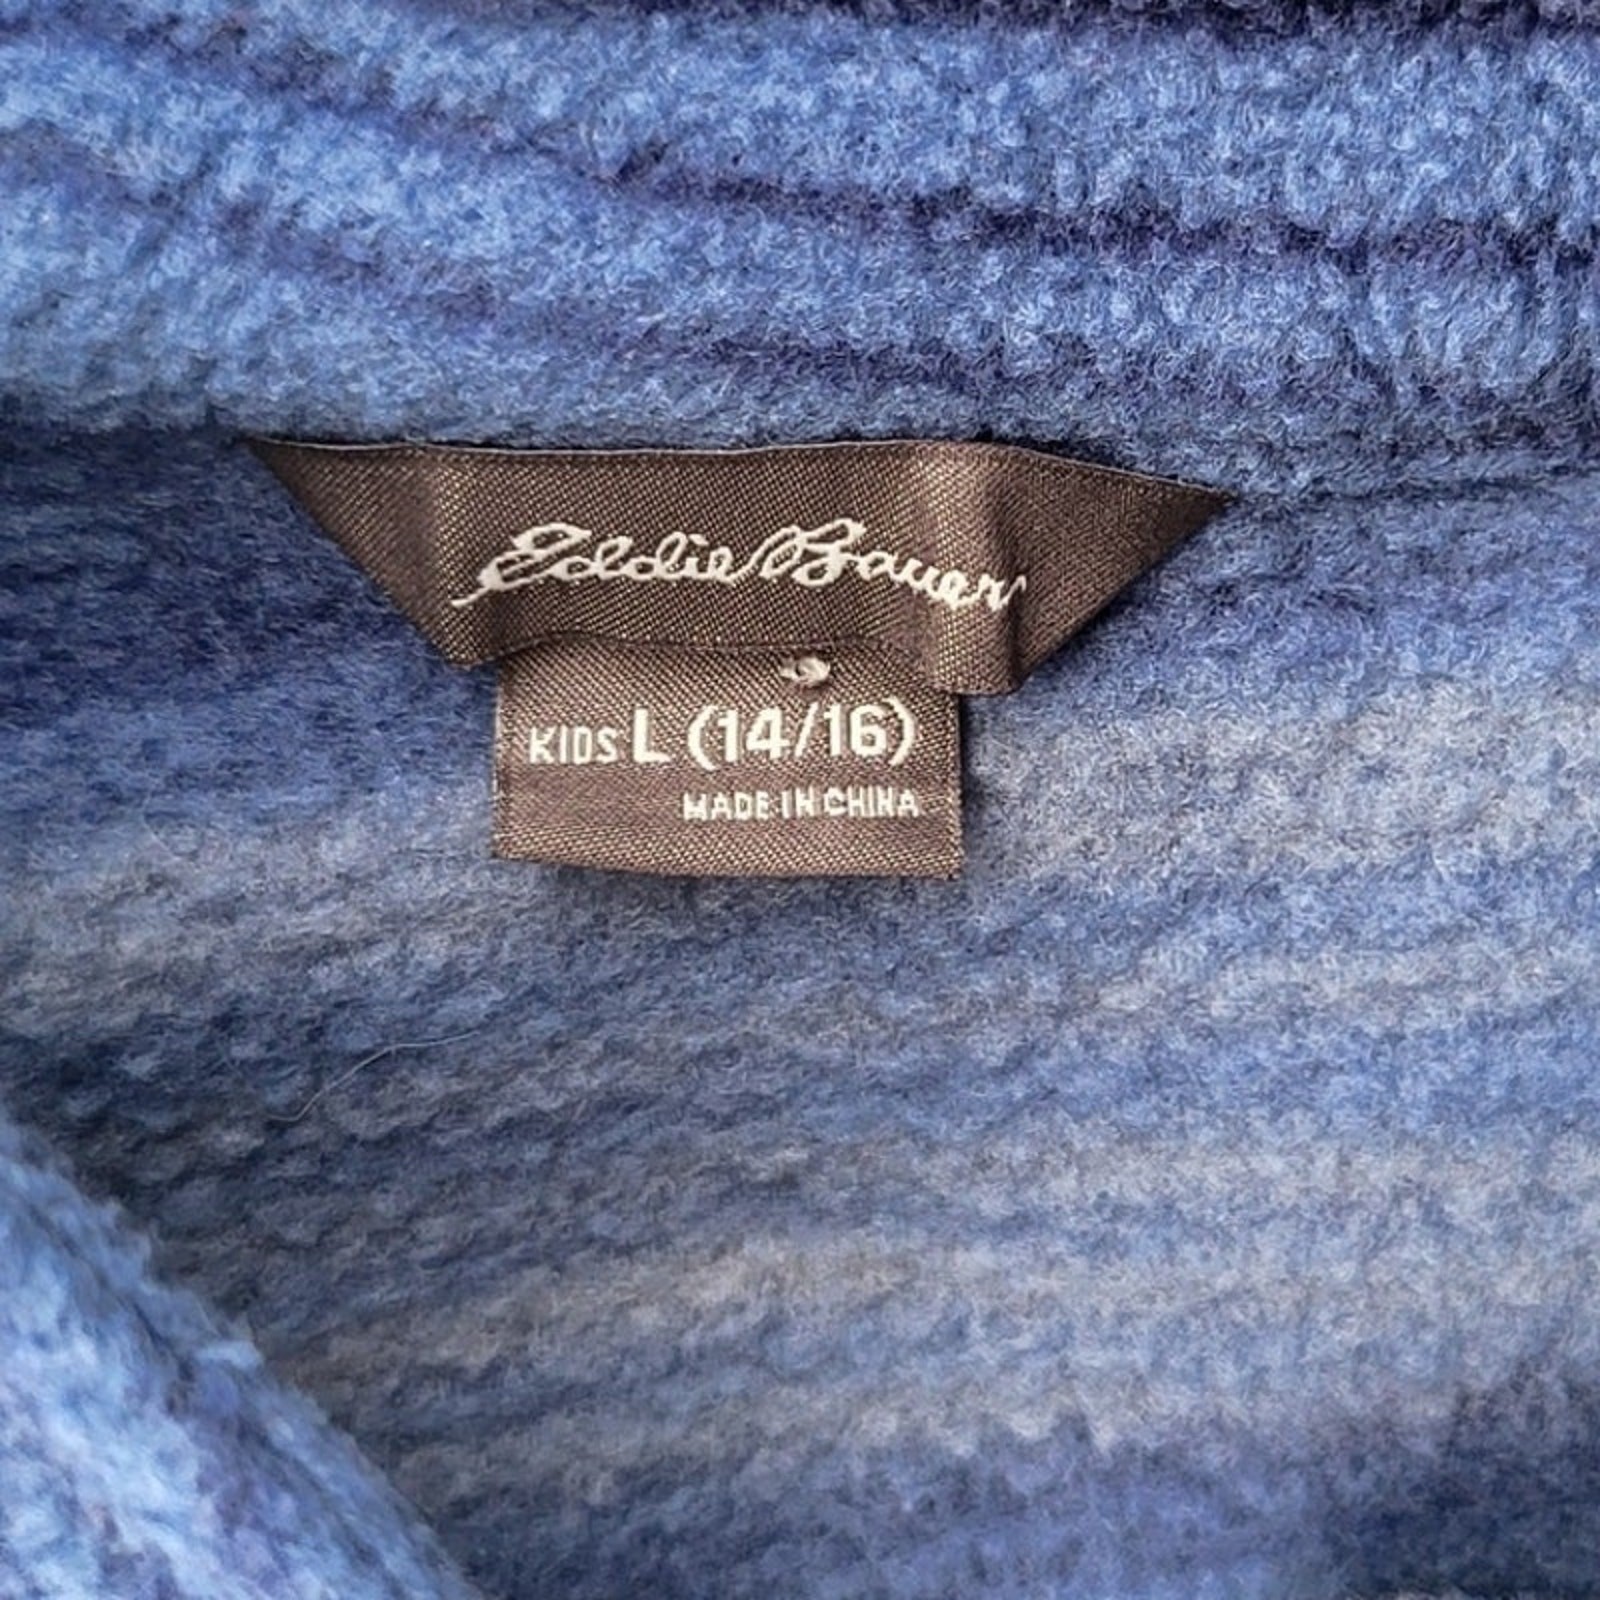 Eddie Bauer
KIDS L (14/16)
MADE IN CHINA